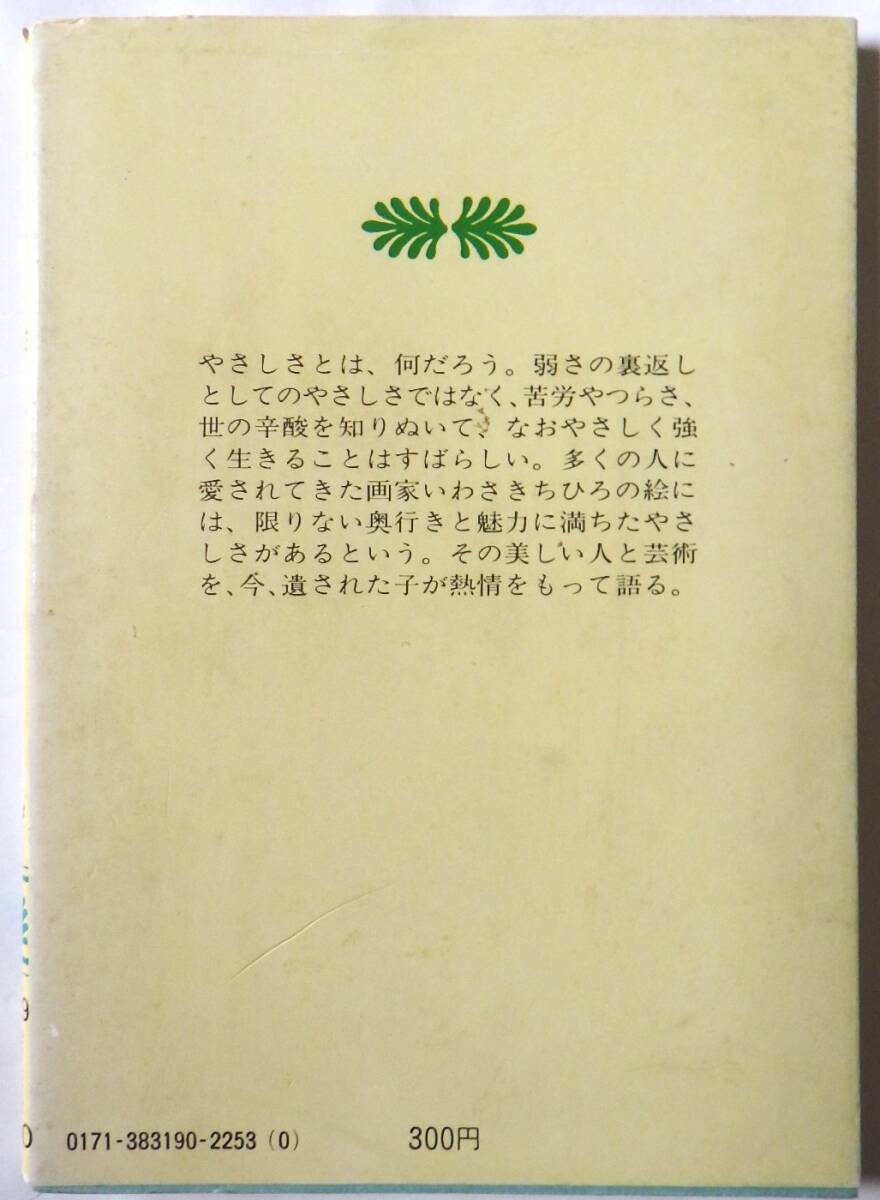 やさしさとは、何だろう。弱さの裏返し
としてのやさしさではなく、苦労やつらさ、
世の辛酸を知りぬいて、なおやさしく強
く生きることはすばらしい。多くの人に
愛されてきた画家いわさきちひろの絵に
は、限りない奥行きと魅力に満ちたやさ
しさがあるという。その美しい人と芸術
を、今、遺された子が熱情をもって語る。
0171-383190-2253 (0)
300円